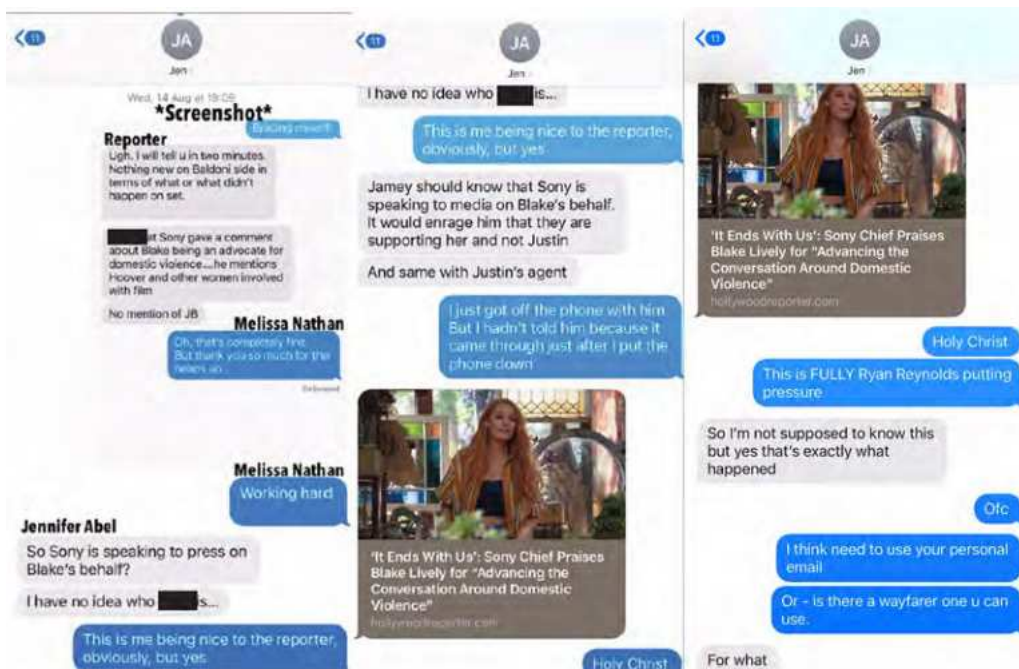 11
JA
Jen
Wed, 14 Aug at 19:09
*Screenshot*
Reporter
Ugh. I will tell u in two minutes.
Nothing new on Baldoni side in
terms of what or what didn't
happen on set.
at Sony gave a comment
about Blake being an advocate for
domestic violence....he mentions
Hoover and other women involved
with film
No mention of JB
Melissa Nathan
Oh, that's completely fine.
But thank you so much for the
heads up
Delivered
Melissa Nathan
Working hard
Jennifer Abel
So Sony is speaking to press on
Blake's behalf?
I have no idea who is...
This is me being nice to the reporter,
obviously, but yes
11
JA
Jen
I have no idea who is...
This is me being nice to the reporter,
obviously, but yes
Jamey should know that Sony is
speaking to media on Blake's behalf.
It would enrage him that they are
supporting her and not Justin
And same with Justin's agent
I just got off the phone with him
But I hadn't told him because it
came through just after I put the
phone down
'It Ends With Us': Sony Chief Praises
Blake Lively for "Advancing the
Conversation Around Domestic
Violence"
hollywoodreporter.com
Holy Christ
11
JA
Jen
'It Ends With Us': Sony Chief Praises
Blake Lively for "Advancing the
Conversation Around Domestic
Violence"
hollywoodreporter.com
Holy Christ
This is FULLY Ryan Reynolds putting
pressure
So I'm not supposed to know this
but yes that's exactly what
happened
Ofc
I think need to use your personal
email
Or - is there a wayfarer one u can
use.
For what